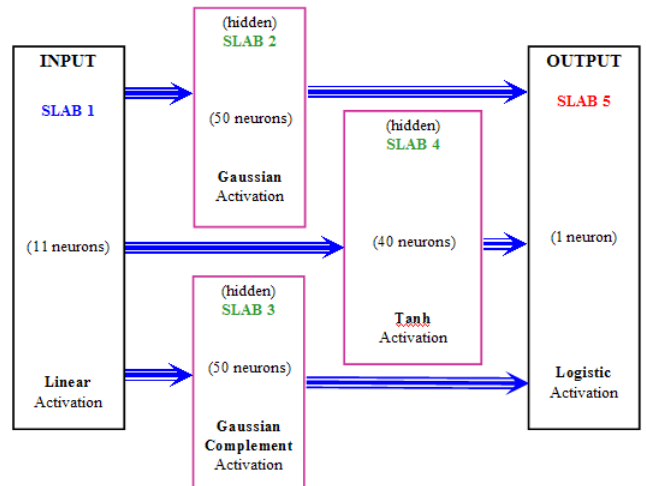 INPUT
SLAB 1
(11 neurons)
Linear
Activation
(hidden)
SLAB 2
(50 neurons)
Gaussian
Activation
(hidden)
SLAB 3
(50 neurons)
Gaussian
Complement
Activation
(hidden)
SLAB 4
(40 neurons)
Tanh
Activation
OUTPUT
SLAB 5
(1 neuron)
Logistic
Activation